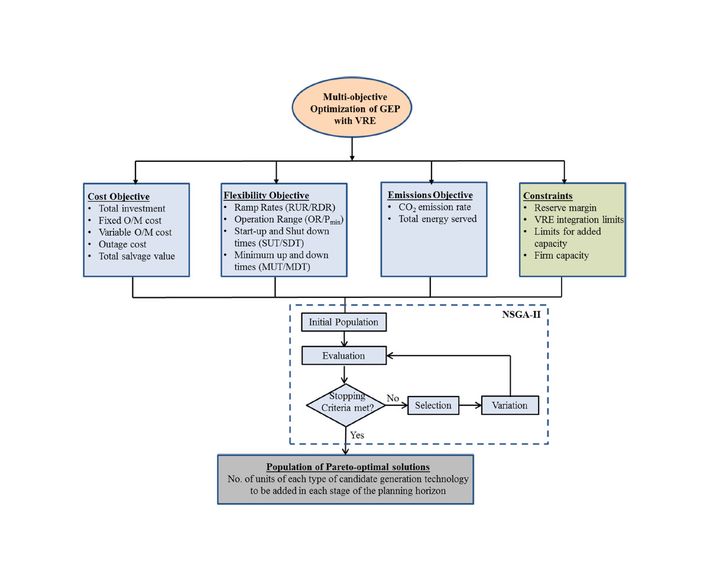 Multi-objective
Optimization of GEP
with VRE
Cost Objective
• Total investment
• Fixed O/M cost
• Variable O/M cost
• Outage cost
• Total salvage value
Flexibility Objective
• Ramp Rates (RUR/RDR)
• Operation Range (OR/Pmin)
• Start-up and Shut down
times (SUT/SDT)
• Minimum up and down
times (MUT/MDT)
Emissions Objective
• CO2 emission rate
• Total energy served
Constraints
• Reserve margin
• VRE integration limits
• Limits for added
capacity
• Firm capacity
NSGA-II
Initial Population
Evaluation
Stopping
Criteria met?
No
Selection
Variation
Yes
Population of Pareto-optimal solutions
No. of units of each type of candidate generation technology
to be added in each stage of the planning horizon